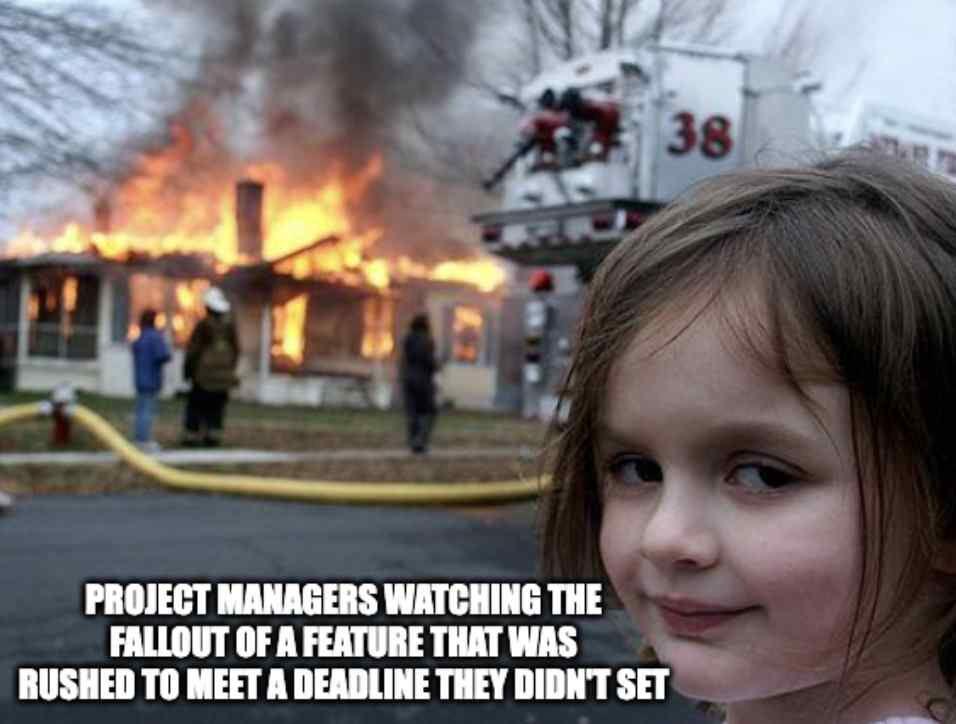 38
PROJECT MANAGERS WATCHING THE
FALLOUT OF A FEATURE THAT WAS
RUSHED TO MEET A DEADLINE THEY DIDN'T SET